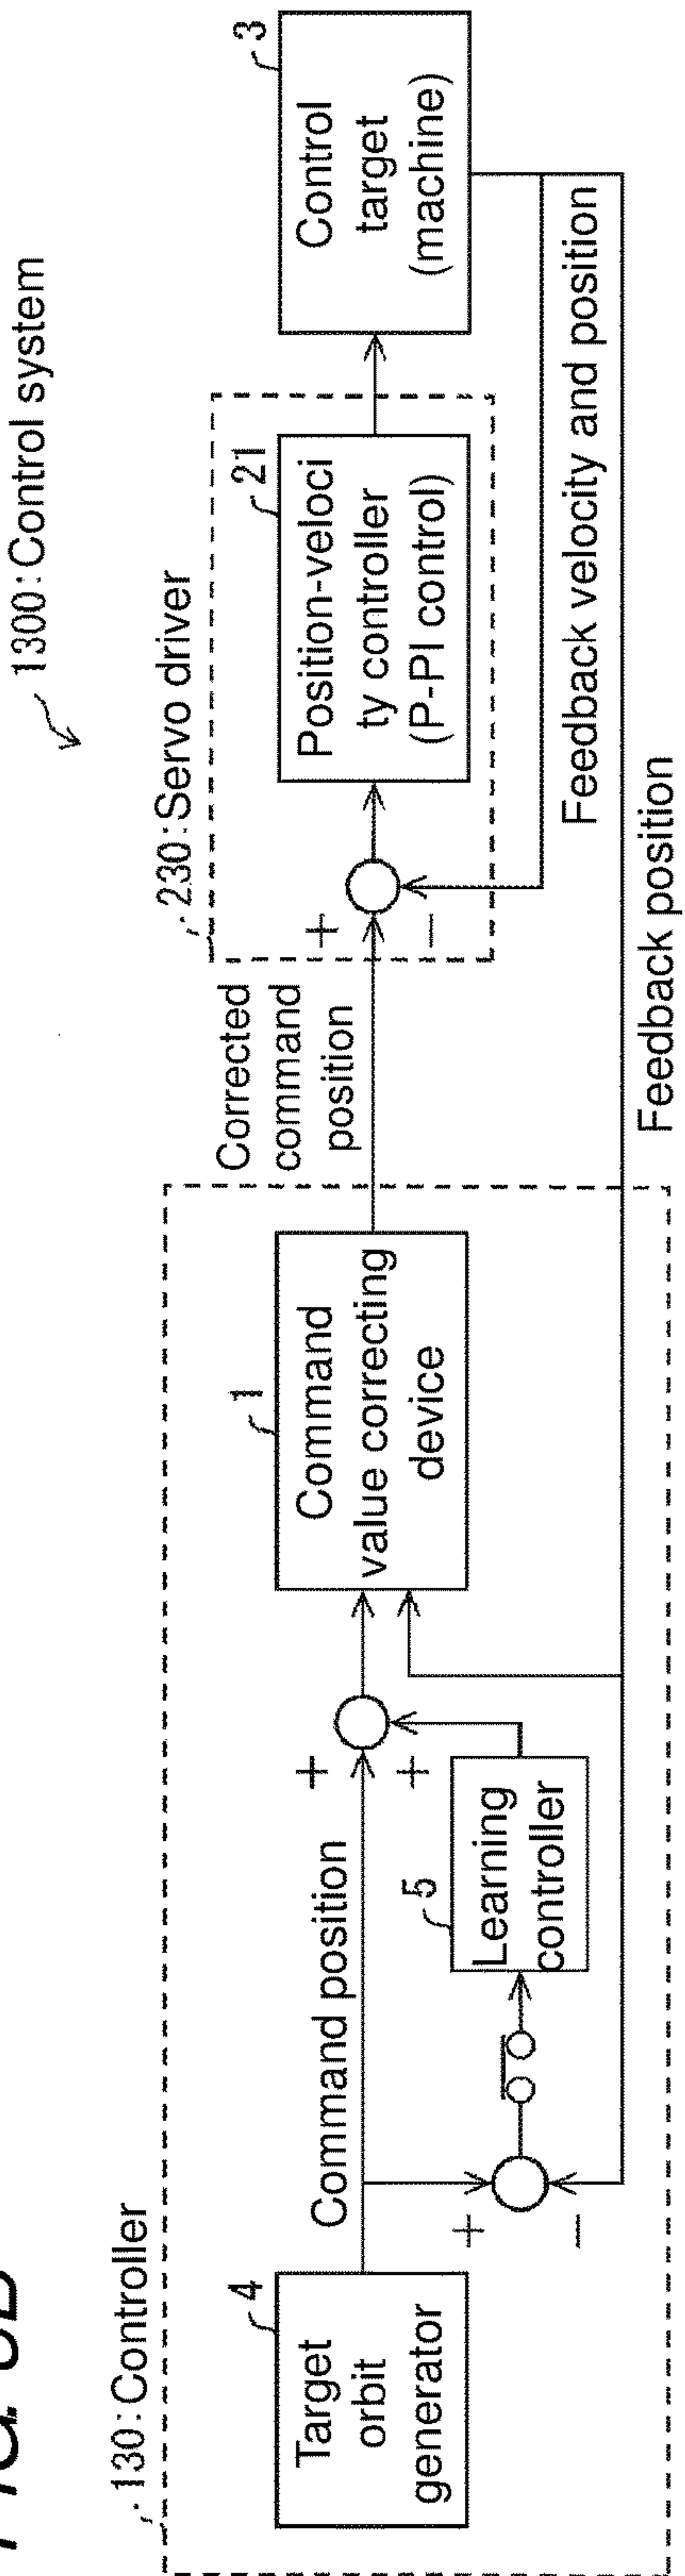 1300:Control system
130:Controller
4
Target
orbit
generator
Command position
+
−
5
Learning
controller
+
+
1
Command
value correcting
device
Corrected
command
position
230:Servo driver
+
−
21
Position-veloci
ty controller
(P-PI control)
3
Control
target
(machine)
Feedback velocity and position
Feedback position